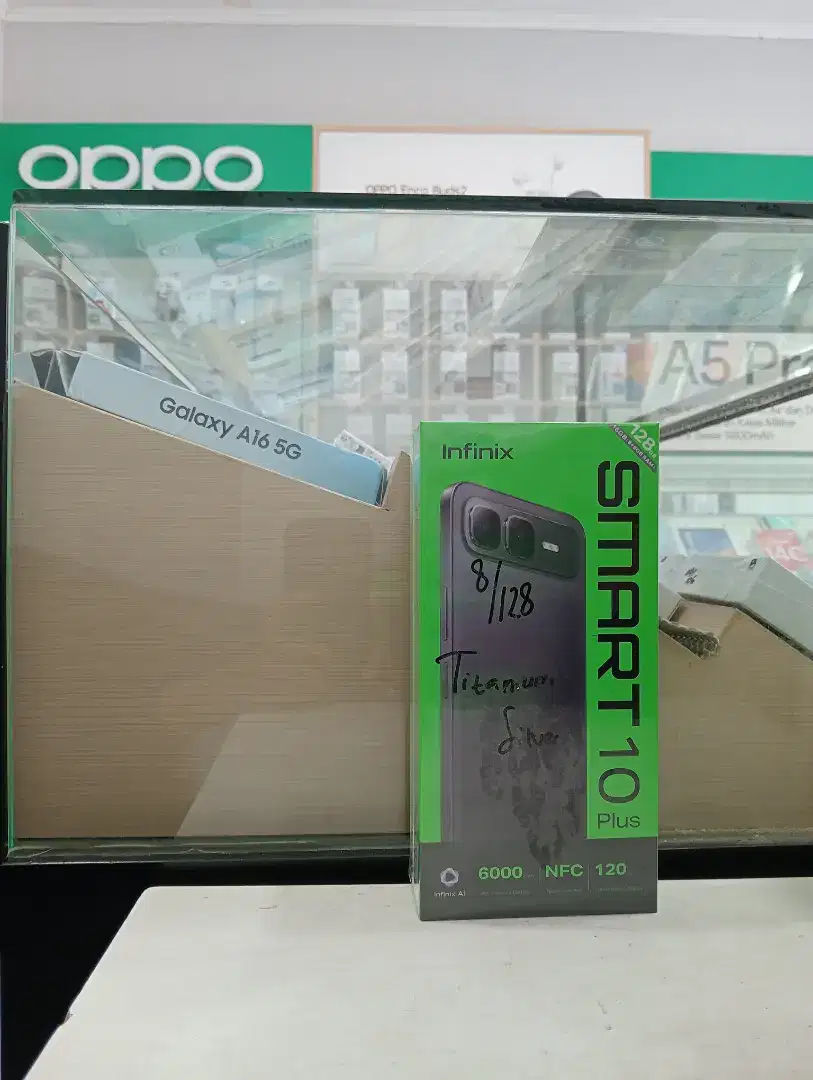 oppo
OPPO Enco Buds2
A5 Pr
Galaxy A16 5G
Infinix
128GB
SMART 10
Plus
8/128
Titanium
Silver
Infinix AI
6000
NFC
120